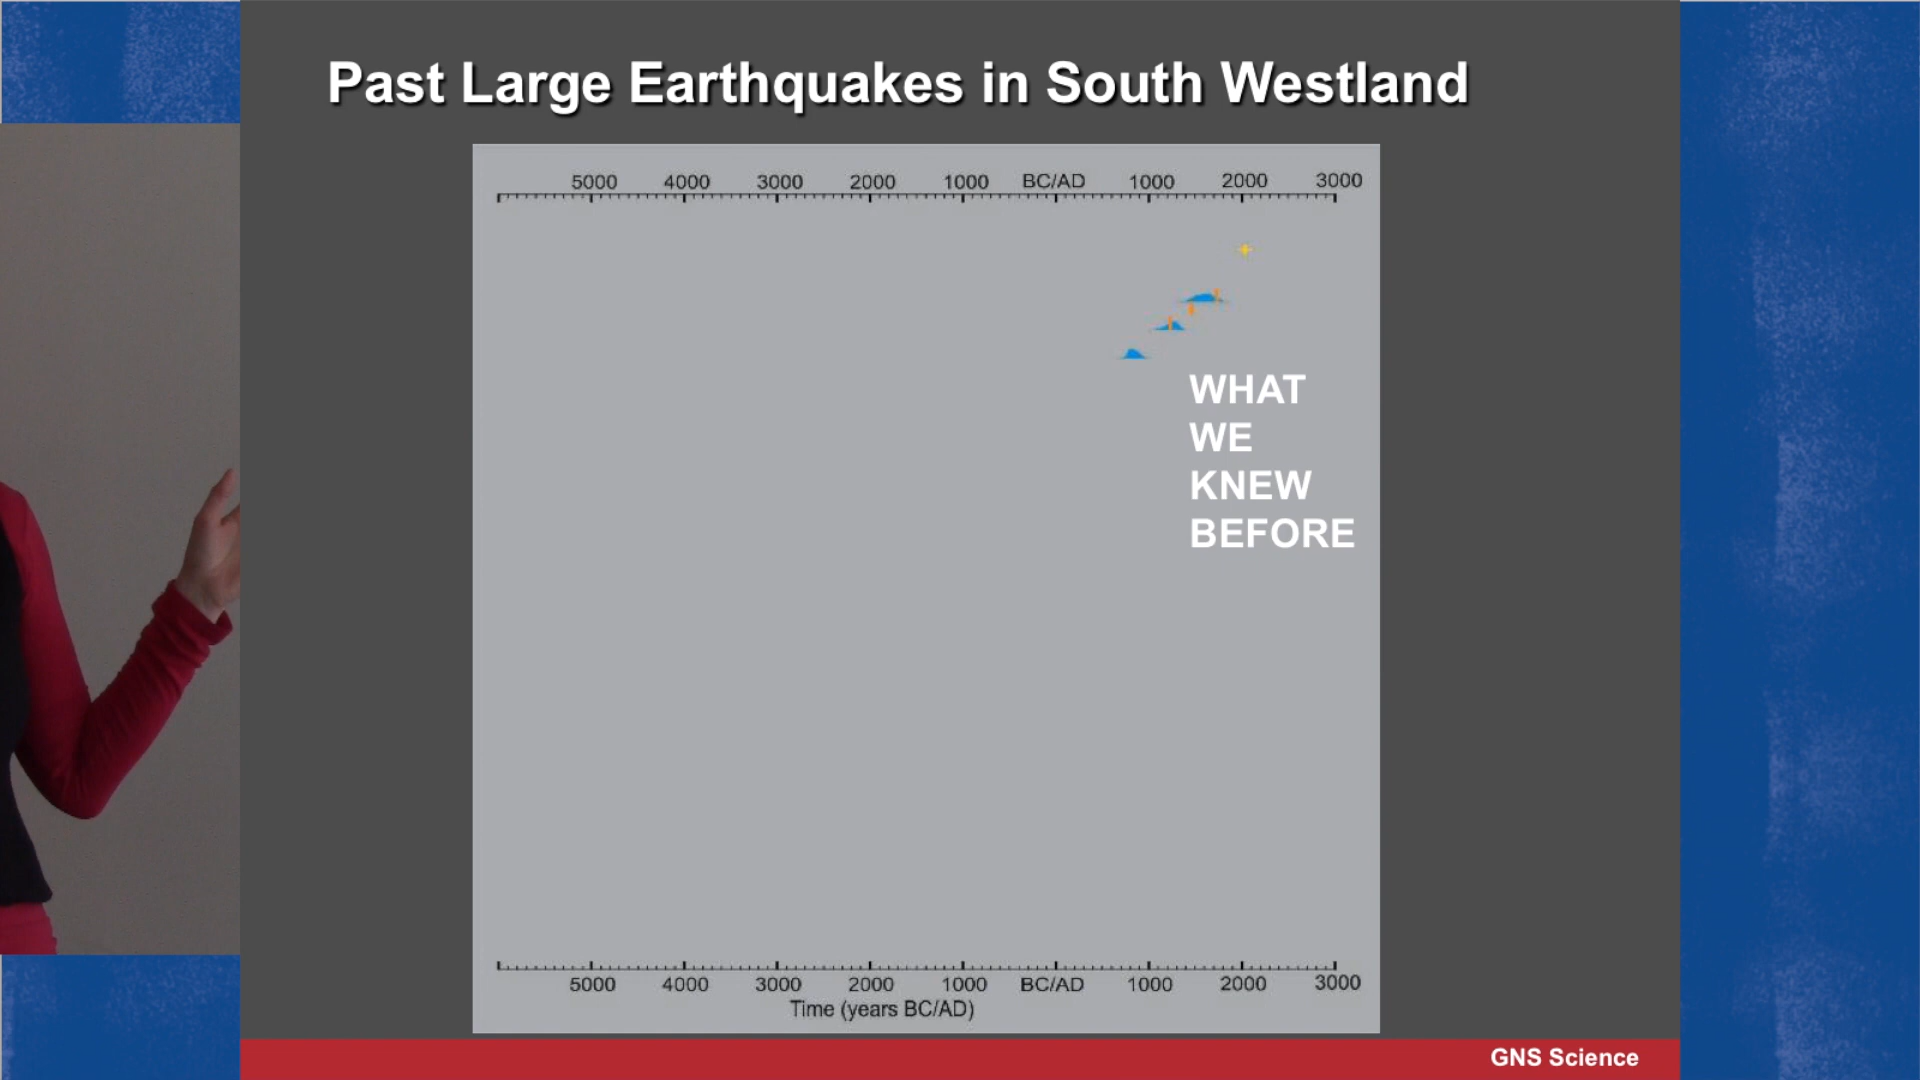 Past Large Earthquakes in South Westland
5000 4000 3000 2000 1000 BC/AD 1000 2000 3000
WHAT
WE
KNEW
BEFORE
5000 4000 3000 2000 1000 BC/AD 1000 2000 3000
Time (years BC/AD)
GNS Science